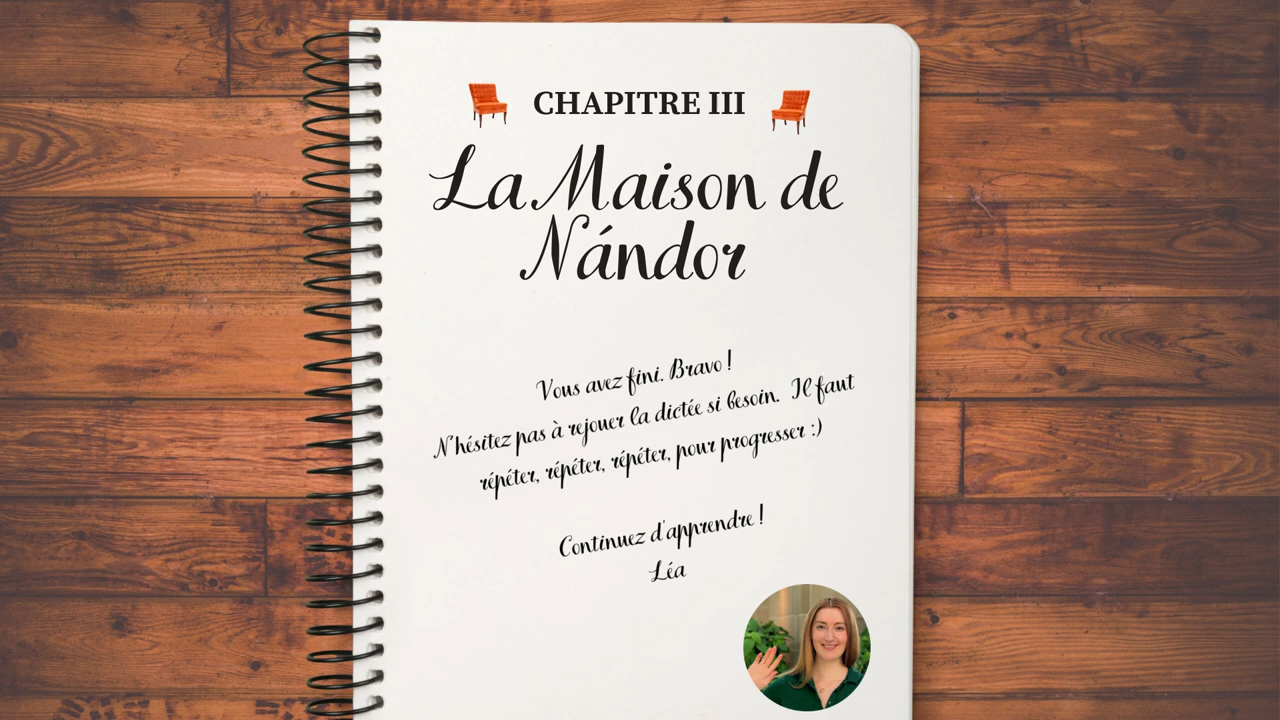 CHAPITRE III
La Maison de
Nándor
Vous avez fini. Bravo !
N'hésitez pas à rejouer la dictée si besoin. Il faut
répéter, répéter, répéter, pour progresser :)
Continuez d'apprendre !
Léa